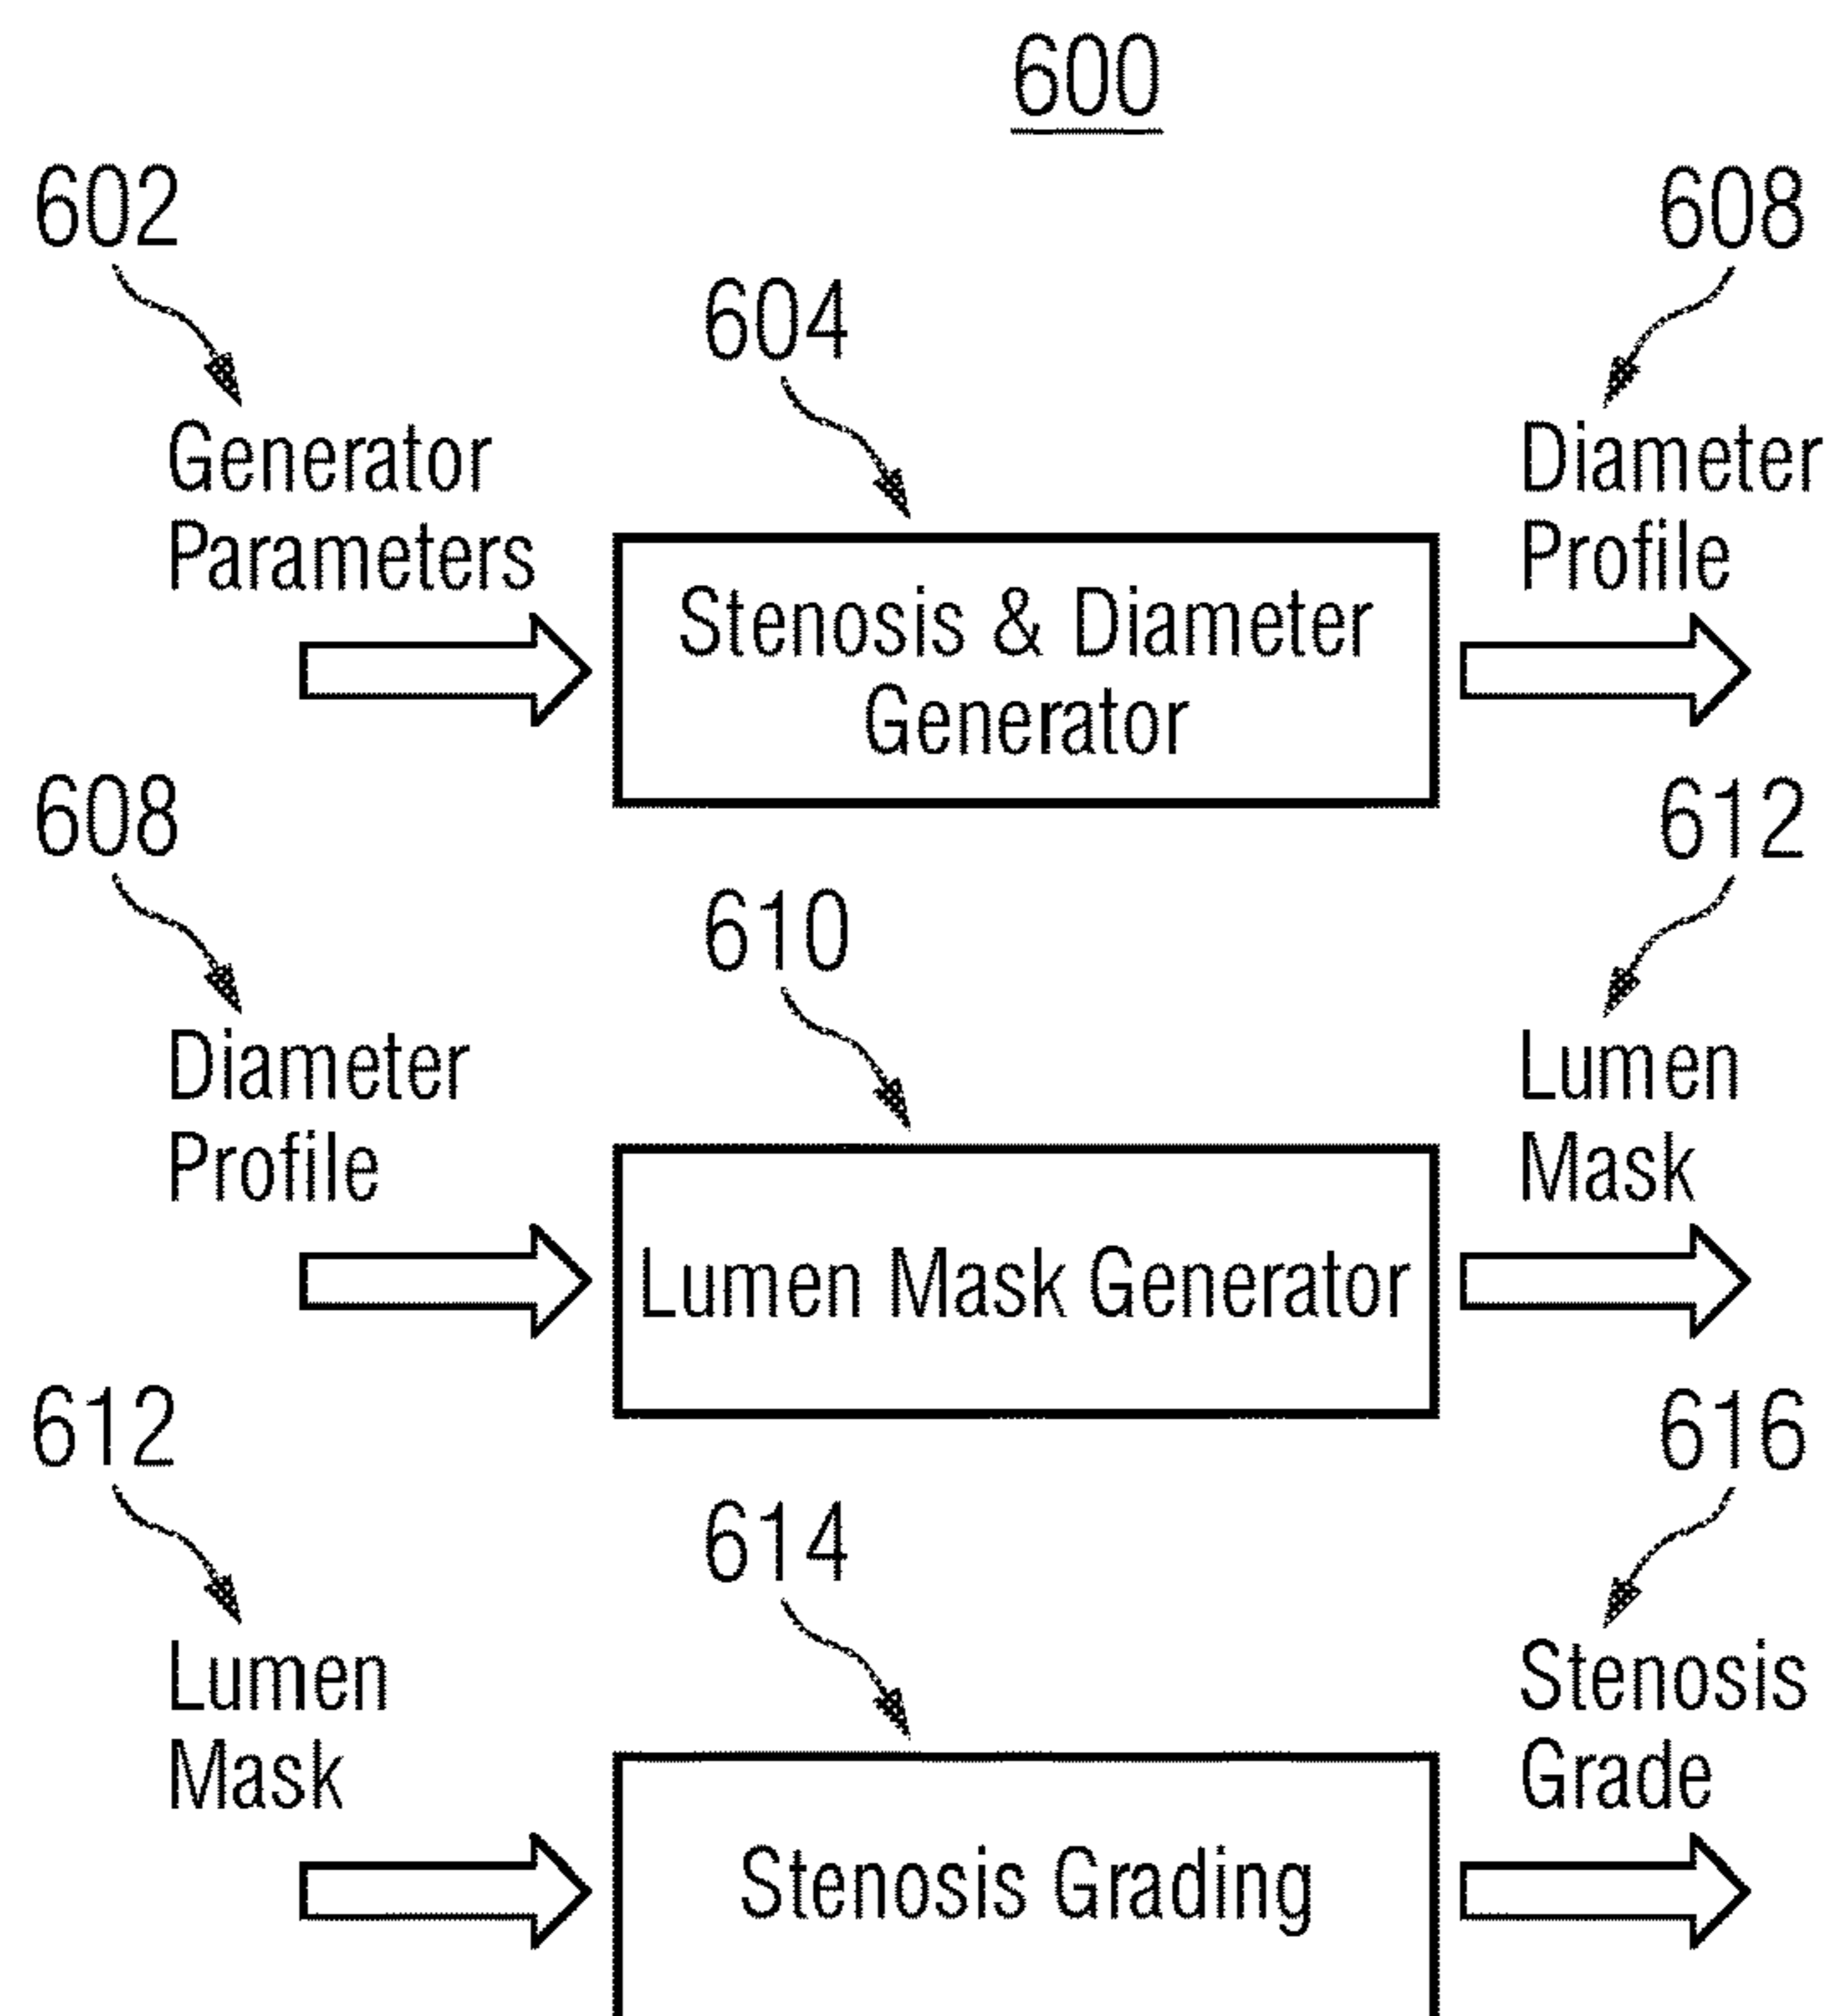 600
602
608
604
Generator
Parameters
Diameter
Profile
Stenosis & Diameter
Generator
608
612
610
Diameter
Profile
Lumen
Mask
Lumen Mask Generator
612
616
614
Lumen
Mask
Stenosis
Grade
Stenosis Grading